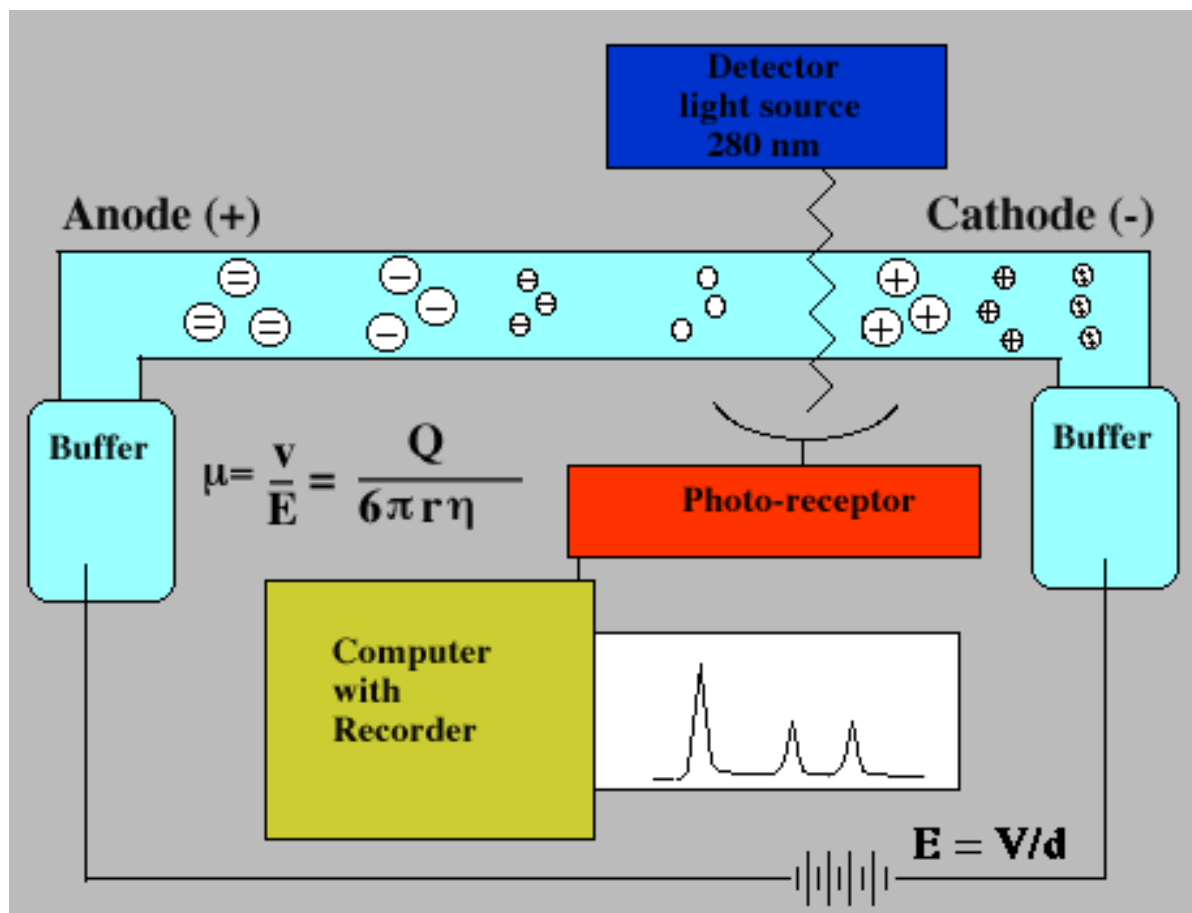 Detector
light source
280 nm
Anode (+)
Cathode (-)
Buffer
Buffer
μ= v/E = Q/6πrη
Photo-receptor
Computer
with
Recorder
E = V/d